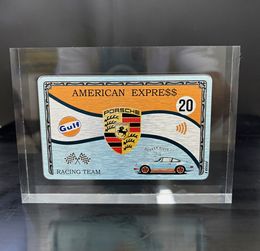 AMERICAN EXPRE$$
PORSCHE
20
Gulf
RACING TEAM